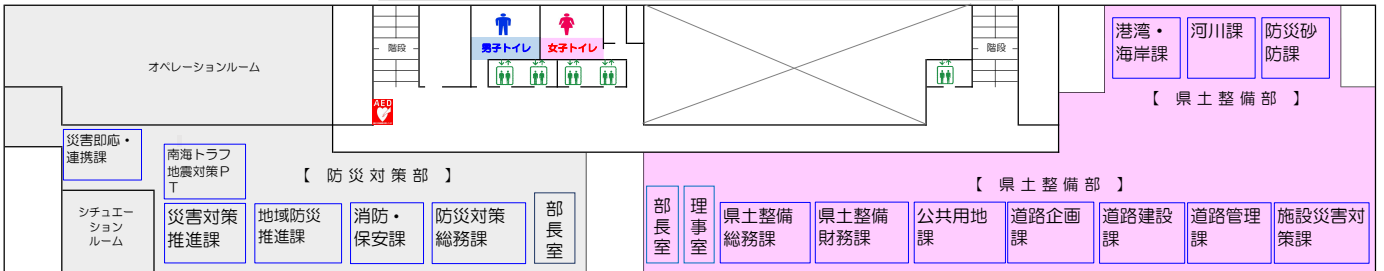 オペレーションルーム
階段
男子トイレ
女子トイレ
AED
階段
港湾・
海岸課
河川課
防災砂
防課
【 県土整備部 】
災害即応・
連携課
南海トラフ
地震対策P
T
【 防災対策部 】
シチュエー
ション
ルーム
災害対策
推進課
地域防災
推進課
消防・
保安課
防災対策
総務課
部
長
室
【 県土整備部 】
部
長
室
理
事
室
県土整備
総務課
県土整備
財務課
公共用地
課
道路企画
課
道路建設
課
道路管理
課
施設災害対
策課